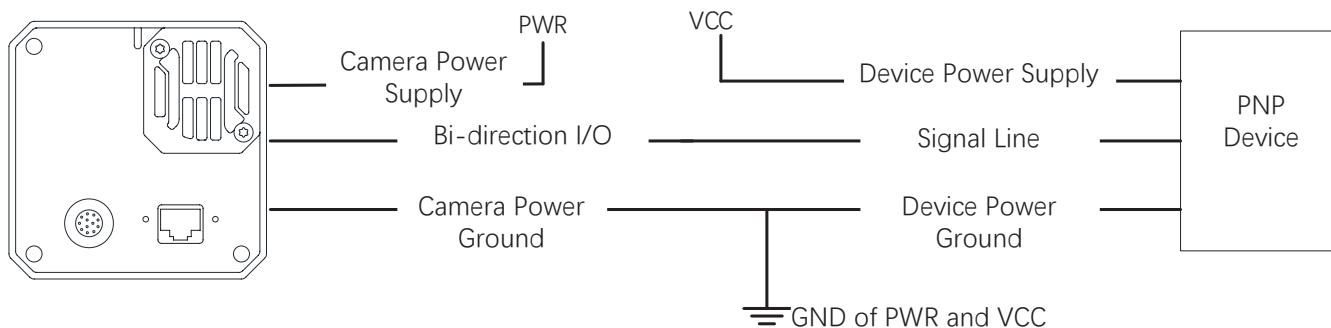 PWR
VCC
Camera Power
Supply
Device Power Supply
PNP
Device
Bi-direction I/O
Signal Line
Camera Power
Ground
Device Power
Ground
GND of PWR and VCC